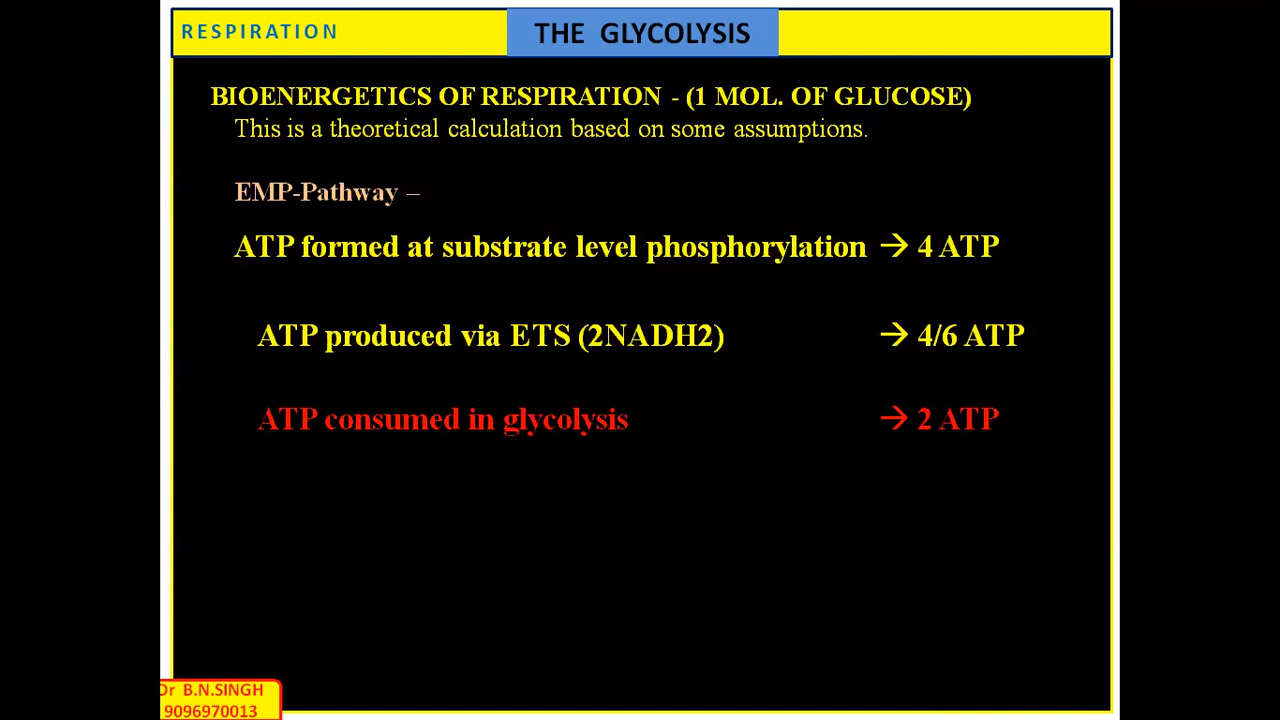 RESPIRATION
THE GLYCOLYSIS
BIOENERGETICS OF RESPIRATION - (1 MOL. OF GLUCOSE)
This is a theoretical calculation based on some assumptions.
EMP-Pathway –
ATP formed at substrate level phosphorylation → 4 ATP
ATP produced via ETS (2NADH2) → 4/6 ATP
ATP consumed in glycolysis → 2 ATP
Dr B.N.SINGH
9096970013